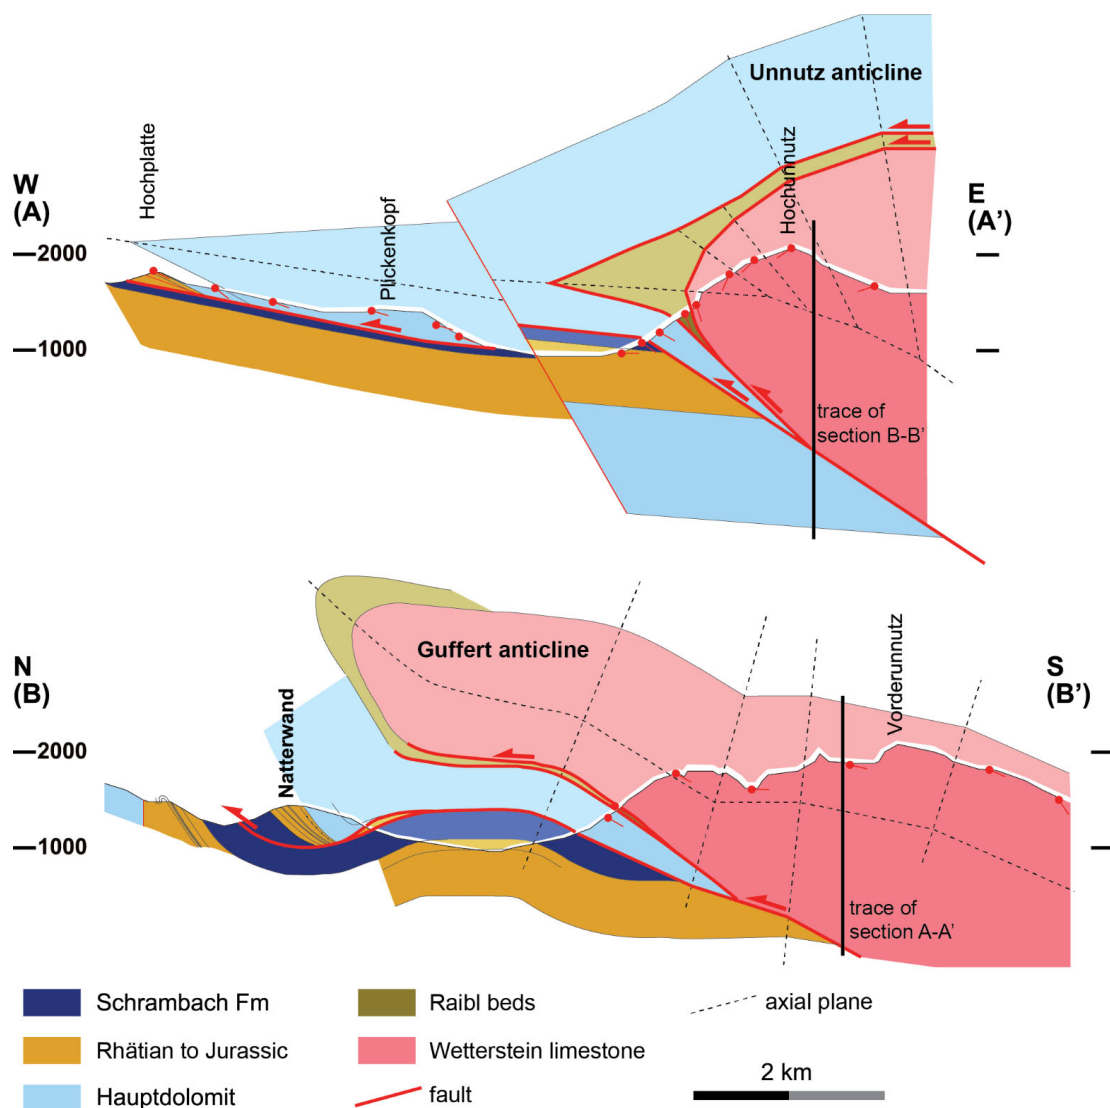 Unnutz anticline
Hochplatte
Plickenkopf
Hochunnutz
W
(A)
E
(A')
2000
1000
trace of
section B-B'
Guffert anticline
Natterwand
Vorderunnutz
N
(B)
S
(B')
2000
1000
trace of
section A-A'
Schrambach Fm
Raibl beds
axial plane
Rhätian to Jurassic
Wetterstein limestone
Hauptdolomit
fault
2 km